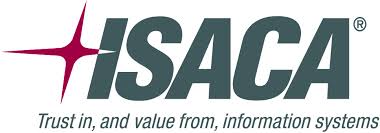 ISACA®
Trust in, and value from, information systems